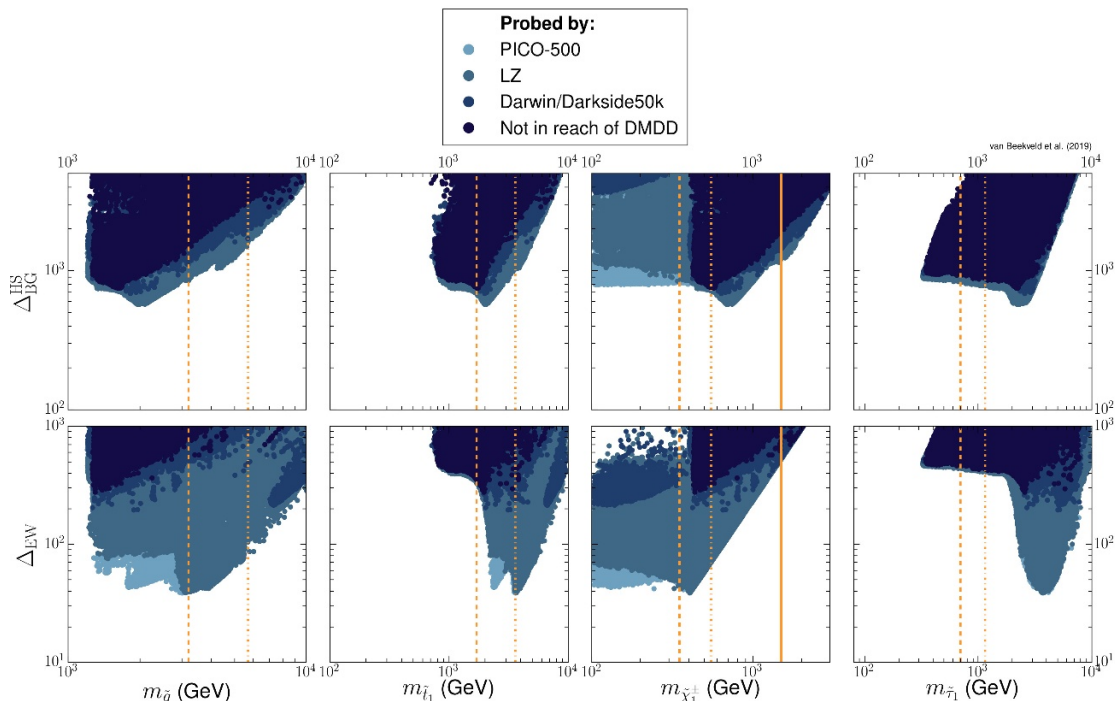 Probed by:
PICO-500
LZ
Darwin/Darkside50k
Not in reach of DMDD
van Beekveld et al. (2019)
10³ 10⁴ 10² 10³ 10⁴ 10² 10³ 10² 10³ 10⁴
Δ_BG^HS
10³ 10³
10² 10²
Δ_EW
10³ 10³
10² 10²
10¹ 10¹
10³ 10⁴ 10² 10³ 10⁴ 10² 10³ 10² 10³ 10⁴
m_g̃ (GeV) m_t̃₁ (GeV) m_χ̃₁^± (GeV) m_τ̃₁ (GeV)